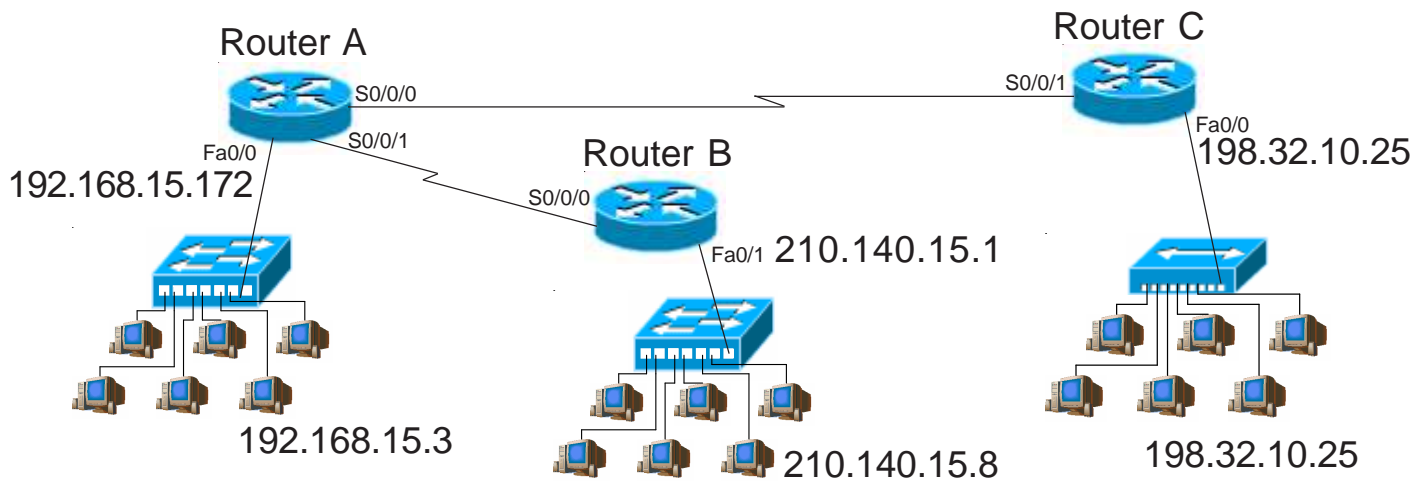 Router A
Router C
S0/0/0
S0/0/1
Fa0/0
S0/0/1
Router B
Fa0/0
198.32.10.25
192.168.15.172
S0/0/0
Fa0/1
210.140.15.1
192.168.15.3
210.140.15.8
198.32.10.25